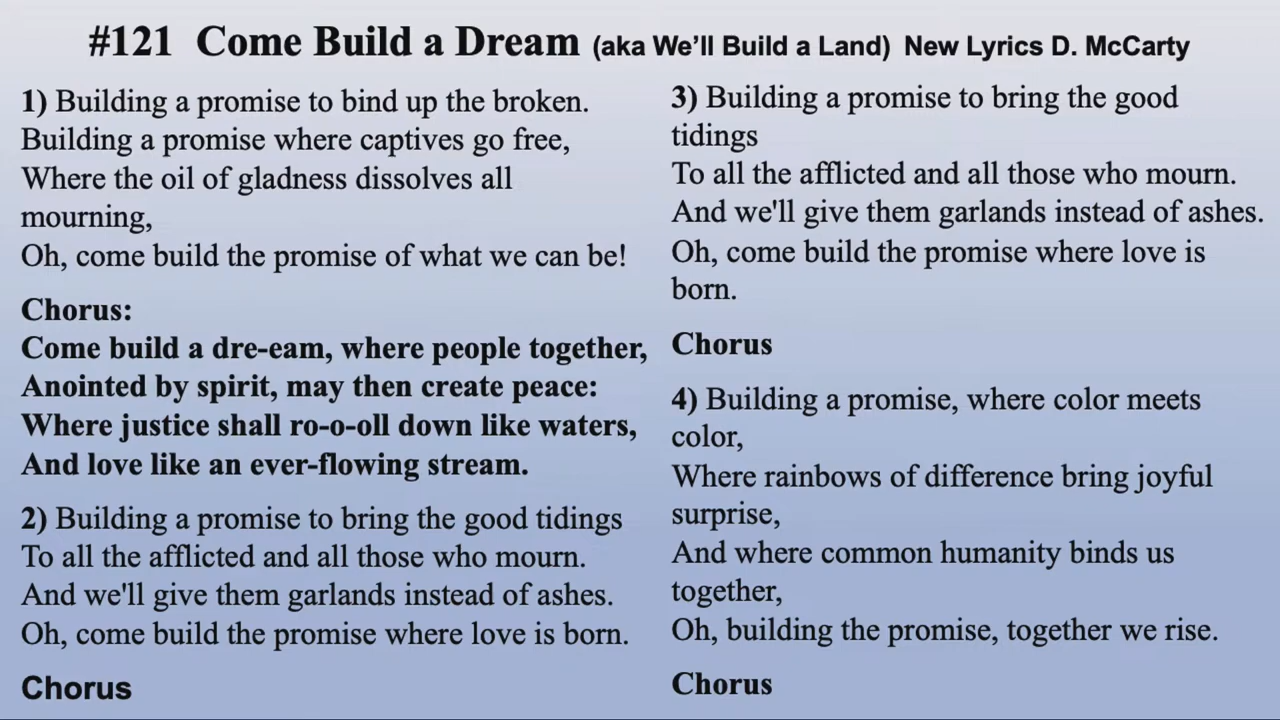 #121 Come Build a Dream (aka We'll Build a Land) New Lyrics D. McCarty
1) Building a promise to bind up the broken.
Building a promise where captives go free,
Where the oil of gladness dissolves all
mourning,
Oh, come build the promise of what we can be!
Chorus:
Come build a dre-eam, where people together,
Anointed by spirit, may then create peace:
Where justice shall ro-o-oll down like waters,
And love like an ever-flowing stream.
2) Building a promise to bring the good tidings
To all the afflicted and all those who mourn.
And we'll give them garlands instead of ashes.
Oh, come build the promise where love is born.
Chorus
3) Building a promise to bring the good
tidings
To all the afflicted and all those who mourn.
And we'll give them garlands instead of ashes.
Oh, come build the promise where love is
born.
Chorus
4) Building a promise, where color meets
color,
Where rainbows of difference bring joyful
surprise,
And where common humanity binds us
together,
Oh, building the promise, together we rise.
Chorus